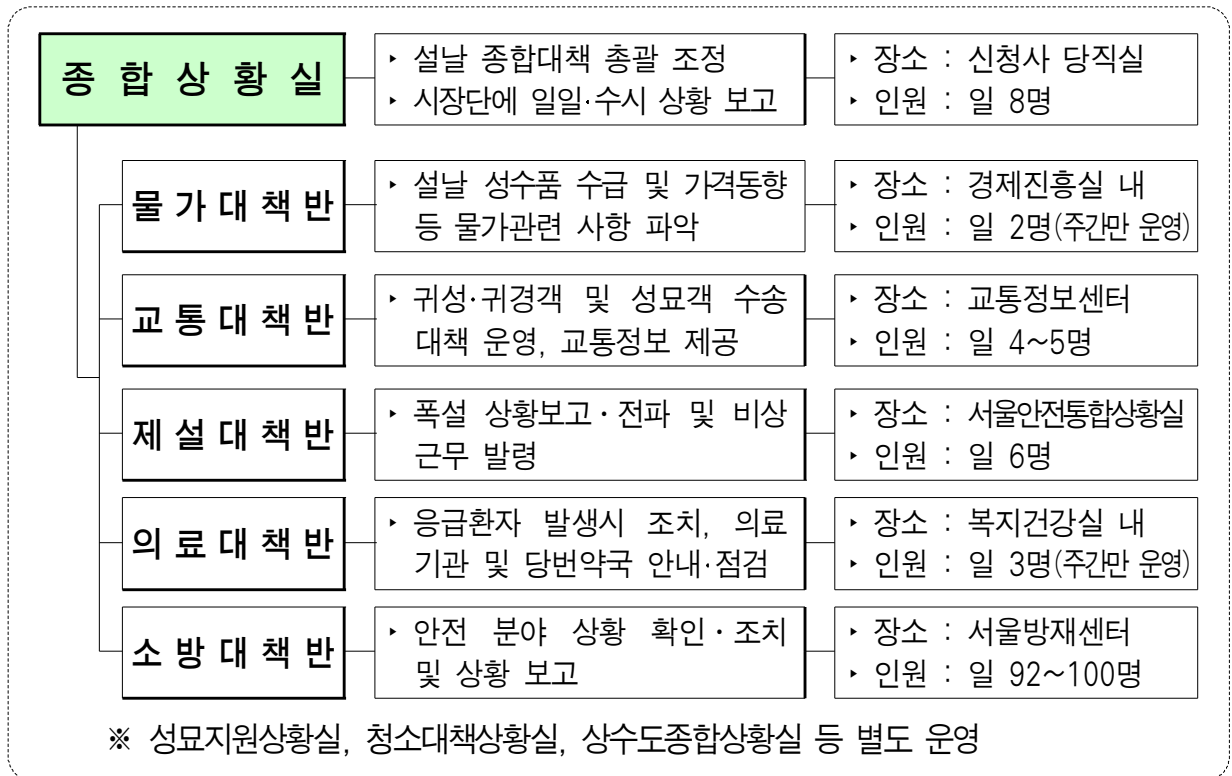 종 합 상 황 실
‣ 설날 종합대책 총괄 조정
‣ 시장단에 일일·수시 상황 보고
‣ 장소 : 신청사 당직실
‣ 인원 : 일 8명
물 가 대 책 반
‣ 설날 성수품 수급 및 가격동향
등 물가관련 사항 파악
‣ 장소 : 경제진흥실 내
‣ 인원 : 일 2명(주간만 운영)
교 통 대 책 반
‣ 귀성·귀경객 및 성묘객 수송
대책 운영, 교통정보 제공
‣ 장소 : 교통정보센터
‣ 인원 : 일 4~5명
제 설 대 책 반
‣ 폭설 상황보고·전파 및 비상
근무 발령
‣ 장소 : 서울안전통합상황실
‣ 인원 : 일 6명
의 료 대 책 반
‣ 응급환자 발생시 조치, 의료
기관 및 당번약국 안내·점검
‣ 장소 : 복지건강실 내
‣ 인원 : 일 3명(주간만 운영)
소 방 대 책 반
‣ 안전 분야 상황 확인·조치
및 상황 보고
‣ 장소 : 서울방재센터
‣ 인원 : 일 92~100명
※ 성묘지원상황실, 청소대책상황실, 상수도종합상황실 등 별도 운영